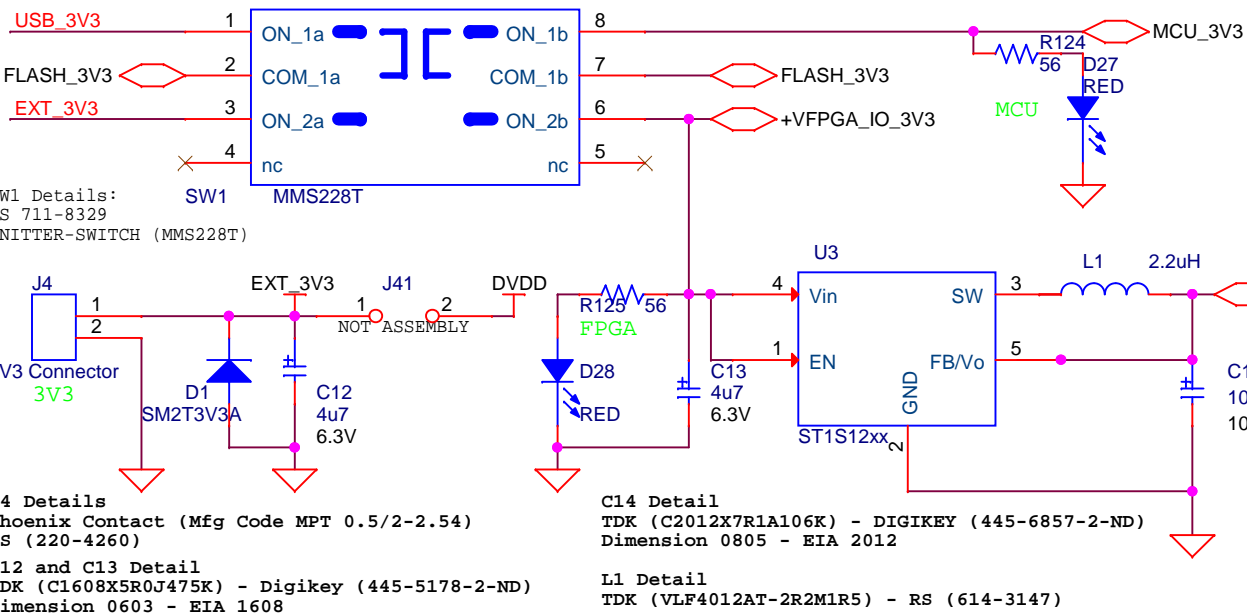 USB_3V3
1
ON_1a
ON_1b
8
MCU_3V3
FLASH_3V3
2
COM_1a
COM_1b
7
FLASH_3V3
R124
56
D27
RED
MCU
EXT_3V3
3
ON_2a
ON_2b
6
+VFPGA_IO_3V3
4
nc
nc
5
SW1
MMS228T
W1 Details:
S 711-8329
NITTER-SWITCH (MMS228T)
J4
1
2
V3 Connector
3V3
EXT_3V3
J41
1
2
NOT ASSEMBLY
DVDD
D1
SM2T3V3A
C12
4u7
6.3V
R125
56
FPGA
D28
RED
C13
4u7
6.3V
U3
4
Vin
SW
3
L1
2.2uH
1
EN
FB/Vo
5
GND
2
ST1S12xx
C1
10
10
4 Details
hoenix Contact (Mfg Code MPT 0.5/2-2.54)
S (220-4260)
12 and C13 Detail
DK (C1608X5R0J475K) - Digikey (445-5178-2-ND)
imension 0603 - EIA 1608
C14 Detail
TDK (C2012X7R1A106K) - DIGIKEY (445-6857-2-ND)
Dimension 0805 - EIA 2012
L1 Detail
TDK (VLF4012AT-2R2M1R5) - RS (614-3147)